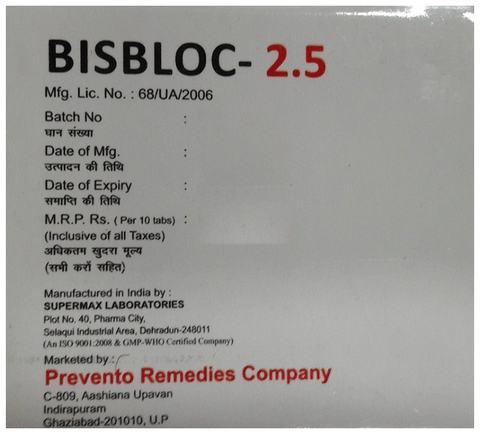 BISBLOC- 2.5
Mfg. Lic. No. : 68/UA/2006
Batch No :
घान संख्या
Date of Mfg. :
उत्पादन की तिथि
Date of Expiry :
समाप्ति की तिथि
M.R.P. Rs. ( Per 10 tabs) :
(Inclusive of all Taxes)
अधिकतम खुदरा मूल्य
(सभी करों सहित)
Manufactured in India by :
SUPERMAX LABORATORIES
Plot No. 40, Pharma City,
Selaqui Industrial Area, Dehradun-248011
(An ISO 9001:2008 & GMP-WHO Certified Company)
Marketed by :
Prevento Remedies Company
C-809, Aashiana Upavan
Indirapuram
Ghaziabad-201010, U.P